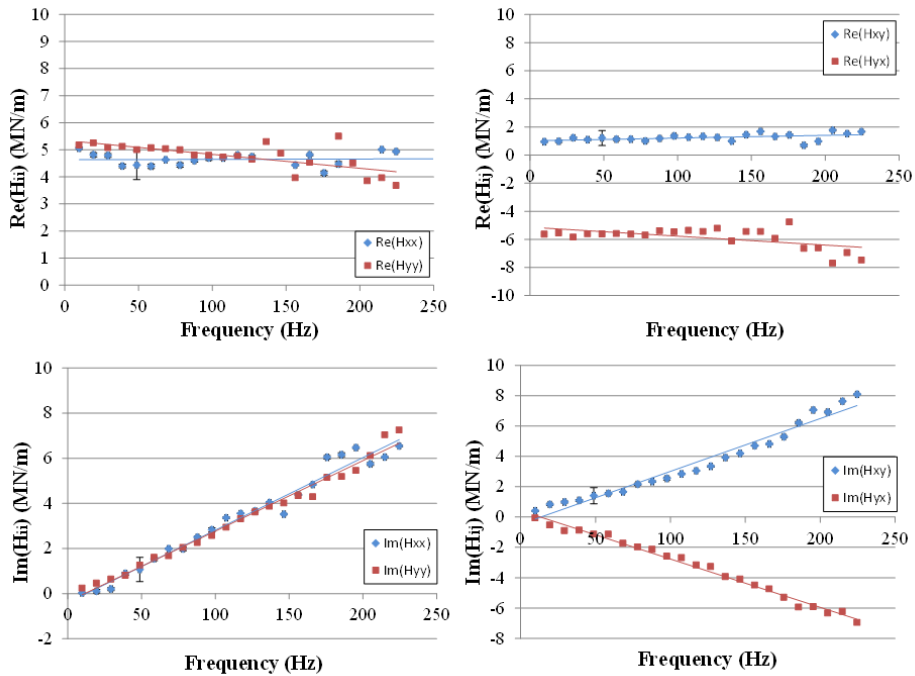 10
9
8
7
6
5
4
3
2
1
0
Re(Hii) (MN/m)
0 50 100 150 200 250
Frequency (Hz)
Re(Hxx)
Re(Hyy)
10
8
6
4
2
0
-2
-4
-6
-8
-10
Re(Hij) (MN/m)
0 50 100 150 200 250
Frequency (Hz)
Re(Hxy)
Re(Hyx)
10
8
6
4
2
0
-2
Im(Hii) (MN/m)
0 50 100 150 200 250
Frequency (Hz)
Im(Hxx)
Im(Hyy)
10
8
6
4
2
0
-2
-4
-6
-8
Im(Hij) (MN/m)
0 50 100 150 200 250
Frequency (Hz)
Im(Hxy)
Im(Hyx)